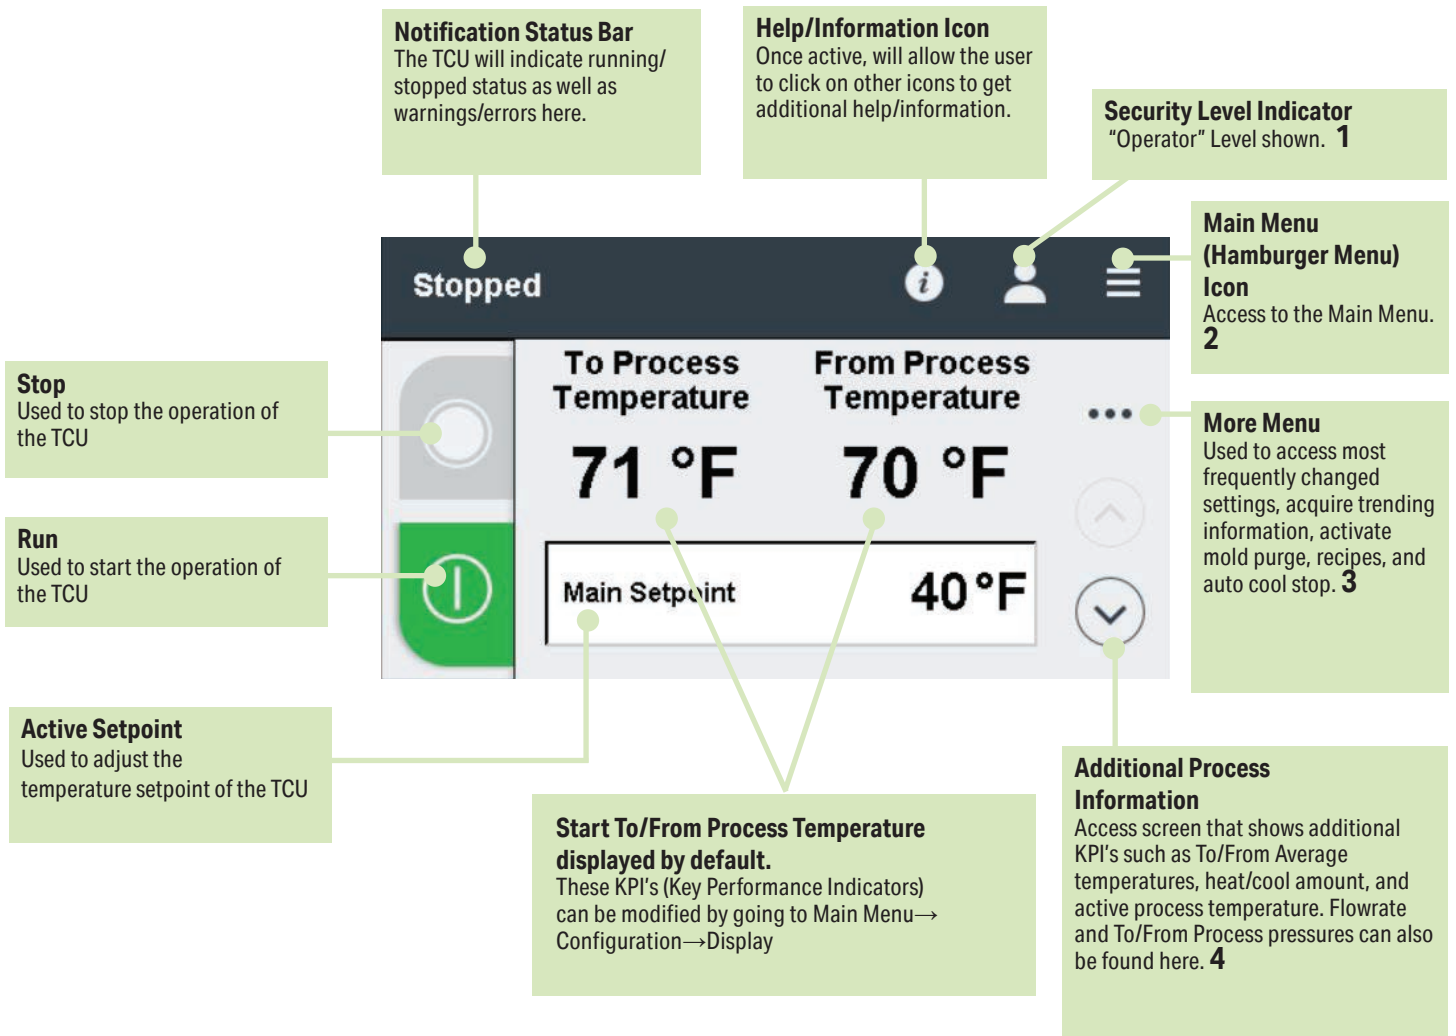 Notification Status Bar
The TCU will indicate running/
stopped status as well as
warnings/errors here.
Help/Information Icon
Once active, will allow the user
to click on other icons to get
additional help/information.
Security Level Indicator
“Operator” Level shown. 1
Main Menu
(Hamburger Menu)
Icon
Access to the Main Menu.
2
Stopped
i
To Process
Temperature
From Process
Temperature
71 °F
70 °F
Main Setpoint
40°F
Stop
Used to stop the operation of
the TCU
Run
Used to start the operation of
the TCU
More Menu
Used to access most
frequently changed
settings, acquire trending
information, activate
mold purge, recipes, and
auto cool stop. 3
Active Setpoint
Used to adjust the
temperature setpoint of the TCU
Start To/From Process Temperature
displayed by default.
These KPI's (Key Performance Indicators)
can be modified by going to Main Menu→
Configuration→Display
Additional Process
Information
Access screen that shows additional
KPI's such as To/From Average
temperatures, heat/cool amount, and
active process temperature. Flowrate
and To/From Process pressures can also
be found here. 4